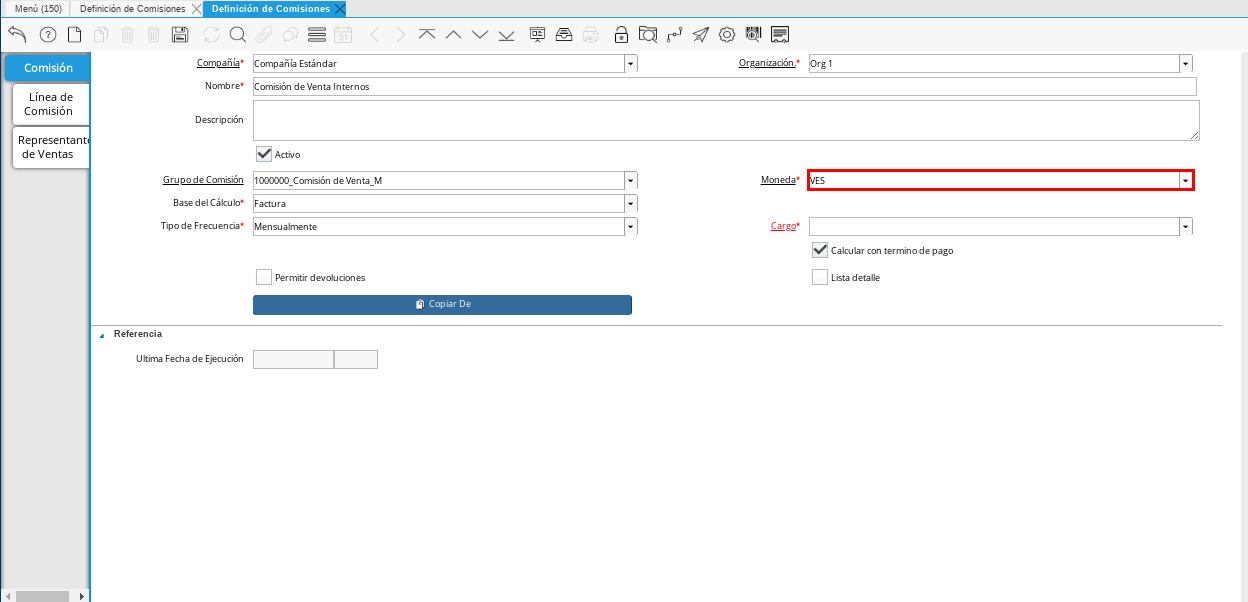 Menú (150) Definición de Comisiones Definición de Comisiones
31
Comisión
Línea de
Comisión
Representante
de Ventas
Compañía* Compañía Estándar Organización.* Org 1
Nombre* Comisión de Venta Internos
Descripción
Activo
Grupo de Comisión 1000000_Comisión de Venta_M Moneda* VES
Base del Cálculo* Factura
Tipo de Frecuencia* Mensualmente Cargo*
Calcular con termino de pago
Permitir devoluciones Lista detalle
Copiar De
Referencia
Ultima Fecha de Ejecución